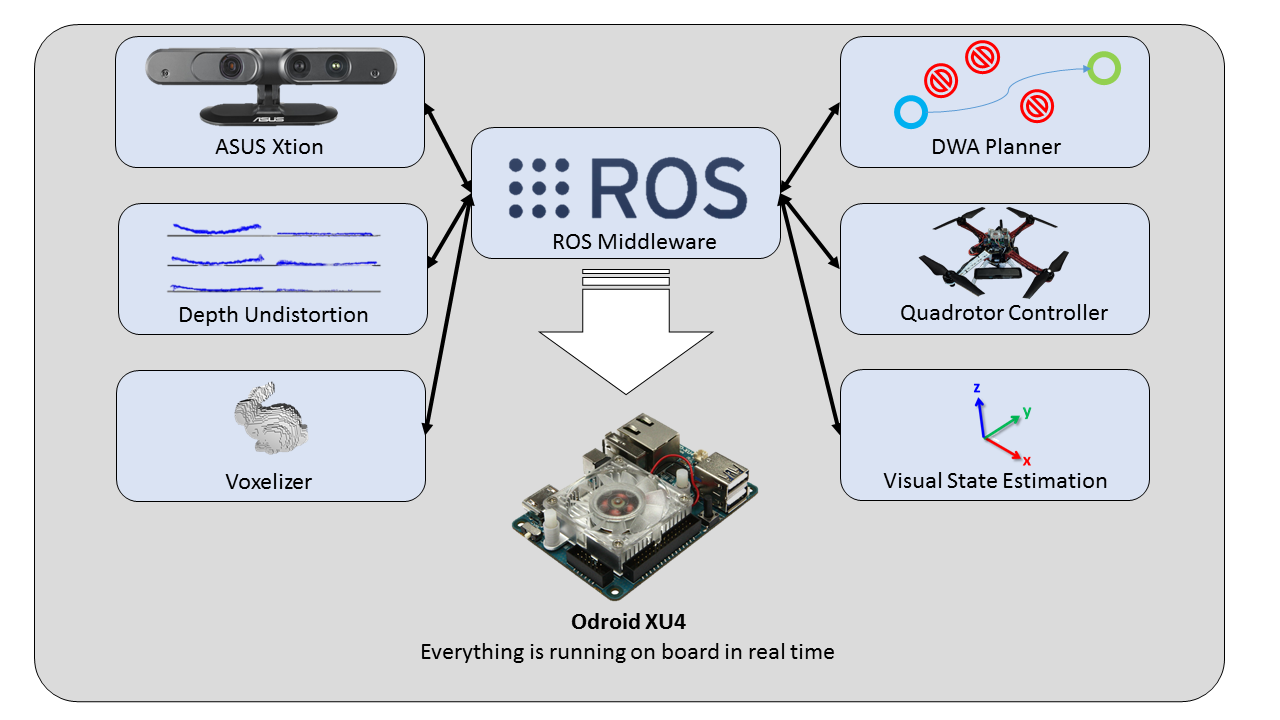 ASUS
ASUS Xtion
Depth Undistortion
Voxelizer
ROS
ROS Middleware
Odroid XU4
Everything is running on board in real time
DWA Planner
Quadrotor Controller
z
y
x
Visual State Estimation